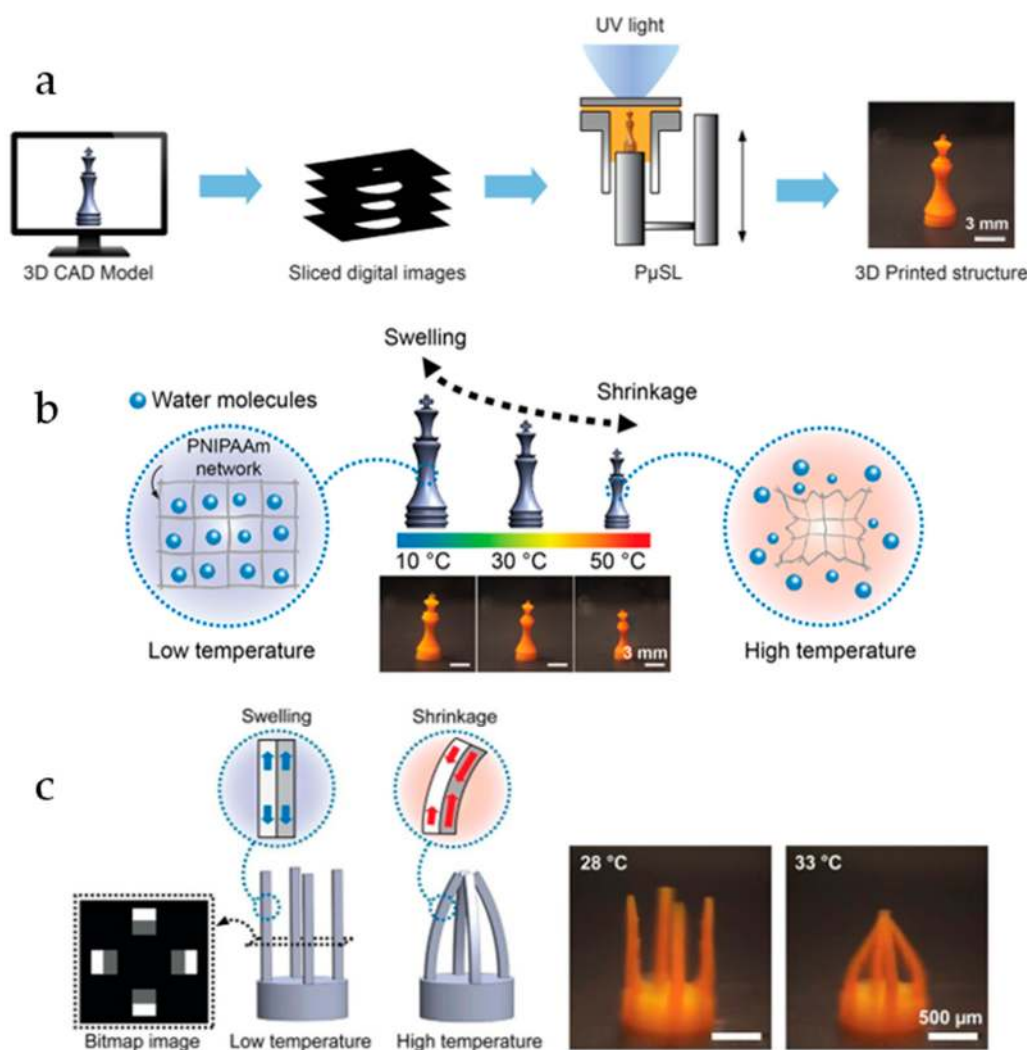 a
UV light
3D CAD Model
Sliced digital images
PµSL
3 mm
3D Printed structure
b
Swelling
Shrinkage
Water molecules
PNIPAAm
network
10 °C
30 °C
50 °C
3 mm
Low temperature
High temperature
c
Swelling
Shrinkage
Bitmap image
Low temperature
High temperature
28 °C
33 °C
500 µm